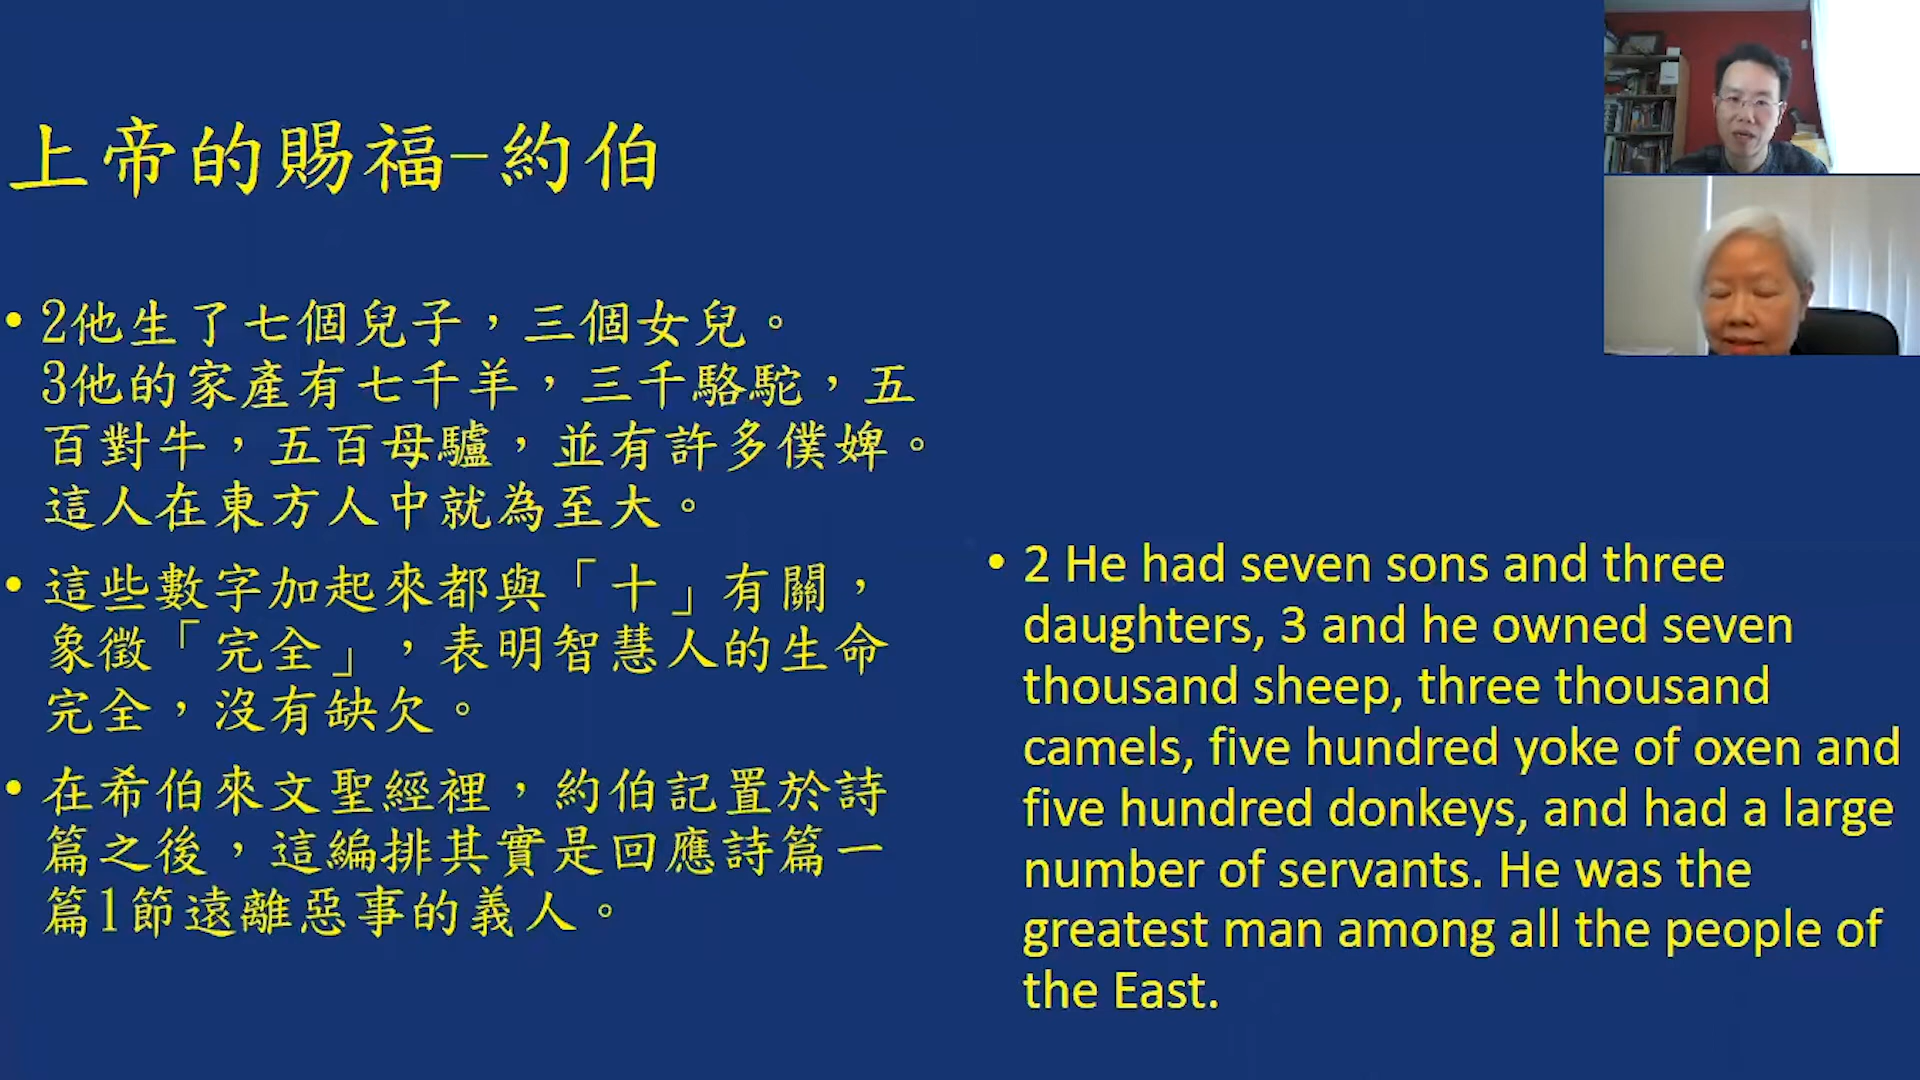 上帝的賜福-約伯
• 2他生了七個兒子，三個女兒。
3他的家產有七千羊，三千駱駝，五
百對牛，五百母驢，並有許多僕婢。
這人在東方人中就為至大。
• 這些數字加起來都與「十」有關，
象徵「完全」，表明智慧人的生命
完全，沒有缺欠。
• 在希伯來文聖經裡，約伯記置於詩
篇之後，這編排其實是回應詩篇一
篇1節遠離惡事的義人。
• 2 He had seven sons and three
daughters, 3 and he owned seven
thousand sheep, three thousand
camels, five hundred yoke of oxen and
five hundred donkeys, and had a large
number of servants. He was the
greatest man among all the people of
the East.